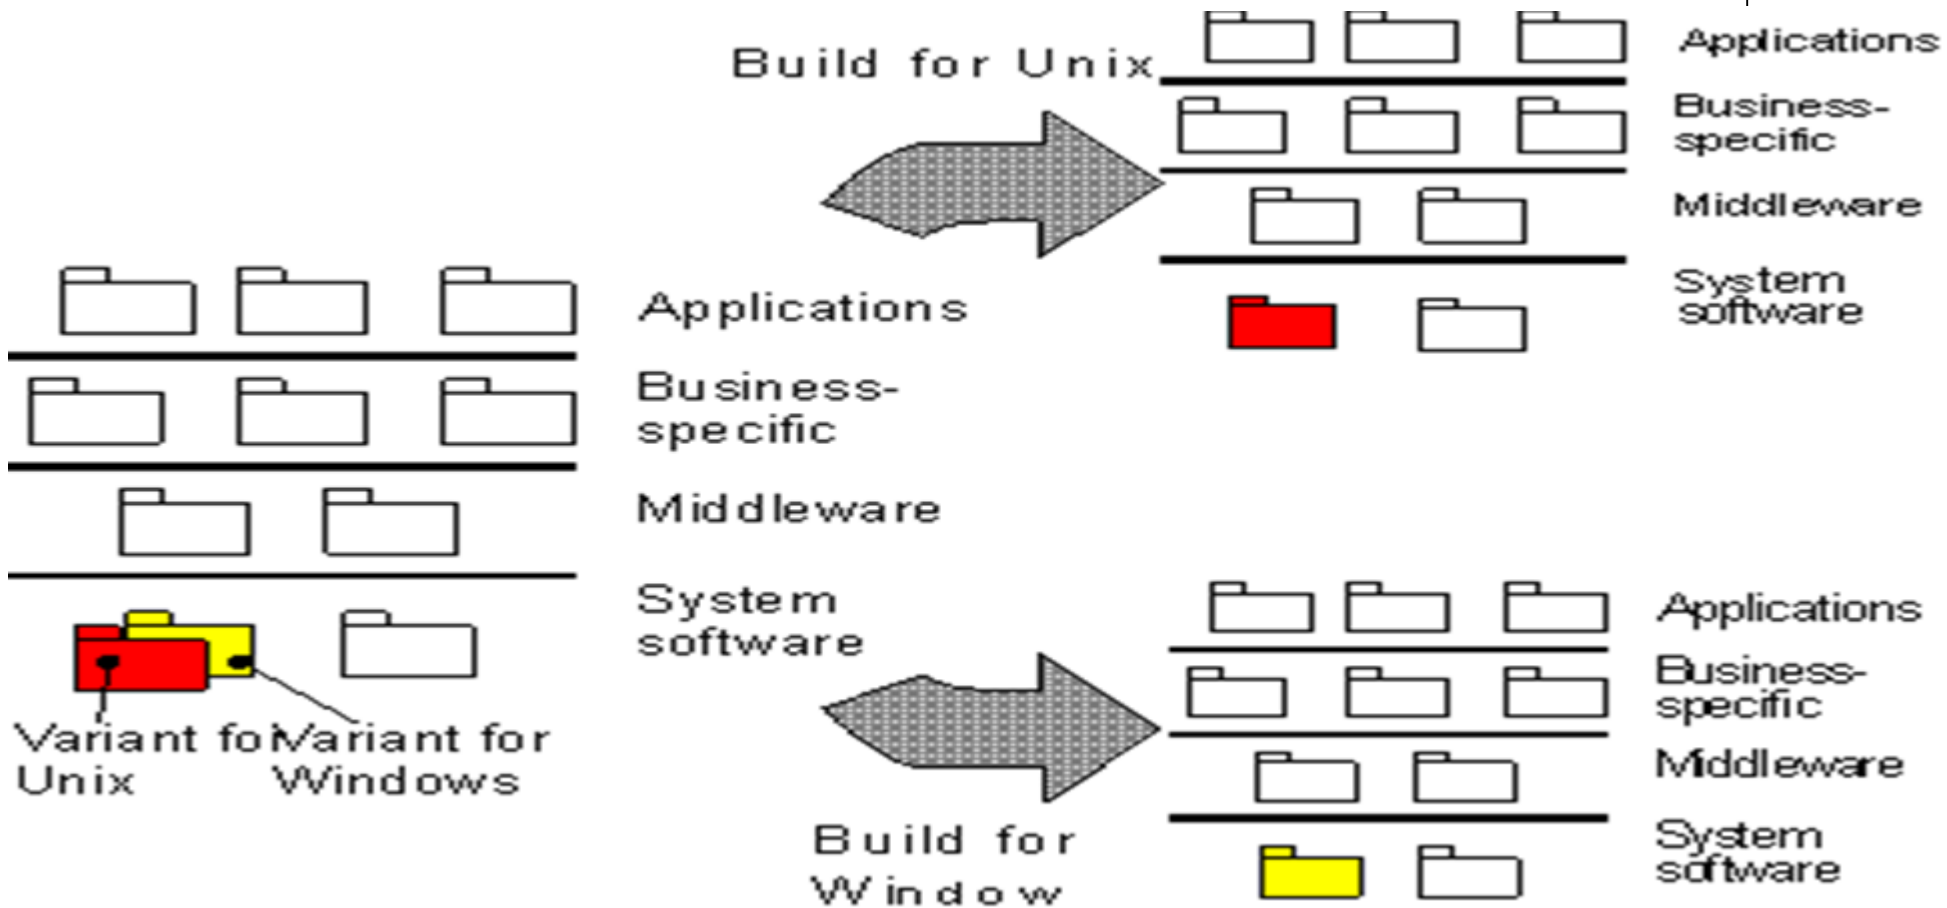 Build for Unix
Applications
Business-
specific
Middleware
System
software
Applications
Business-
specific
Middleware
System
software
Variant for
Unix
Variant for
Windows
Build for
Window
Applications
Business-
specific
Middleware
System
software